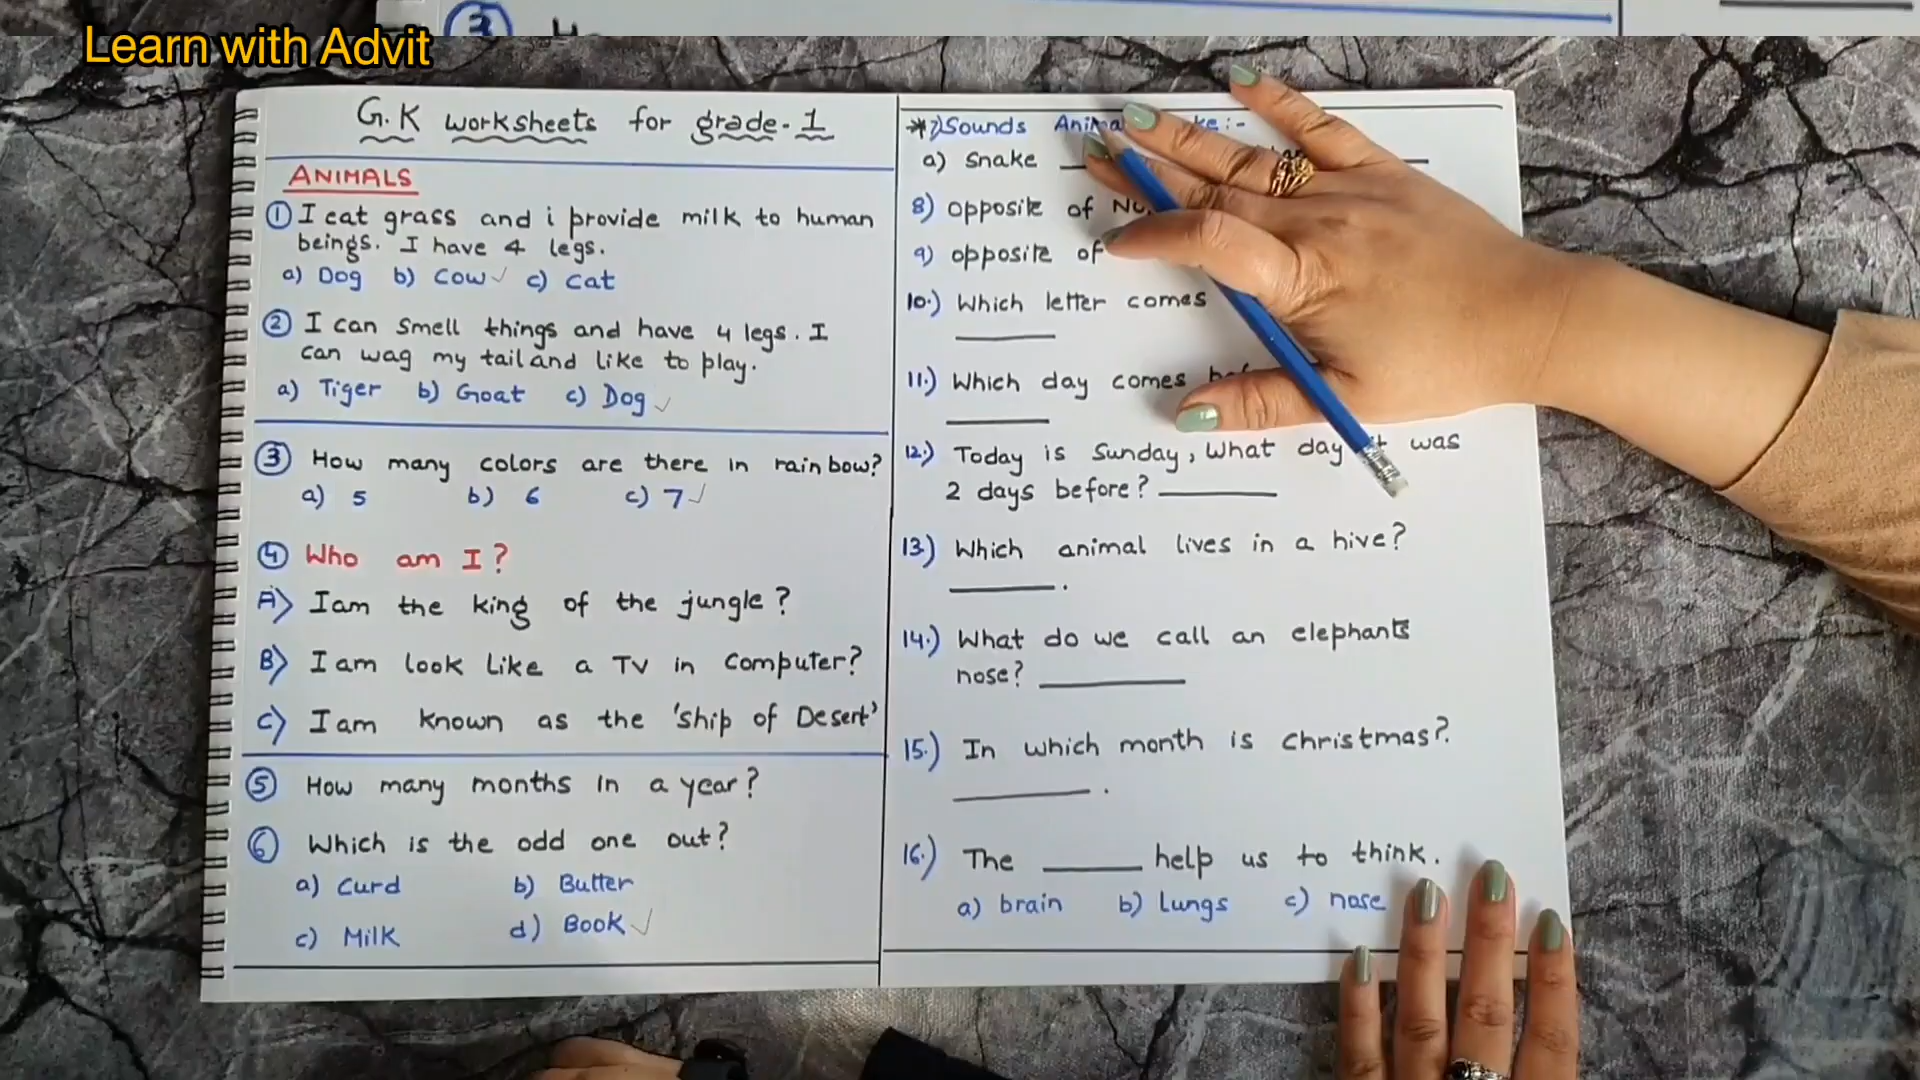 Learn with Advit
G.K worksheets for grade-1
ANIMALS
① I eat grass and i provide milk to human
beings. I have 4 legs.
a) Dog b) Cow ✓ c) Cat
② I can smell things and have 4 legs. I
can wag my tail and like to play.
a) Tiger b) Goat c) Dog ✓
③ How many colors are there in rainbow?
a) 5 b) 6 c) 7 ✓
④ Who am I?
A) I am the king of the jungle?
B) I am look like a TV in computer?
C) I am known as the 'ship of Desert'
⑤ How many months in a year?
⑥ Which is the odd one out?
a) Curd b) Butter
c) Milk d) Book ✓
7) Sounds
a) Snake
8) opposite of
9) opposite of
10.) Which letter comes
11.) Which day comes
12.) Today is Sunday, What day it was
2 days before? ____
13.) Which animal lives in a hive?
____.
14.) What do we call an elephants
nose? ____
15.) In which month is christmas?
____.
16.) The ____ help us to think.
a) brain b) lungs c) nose